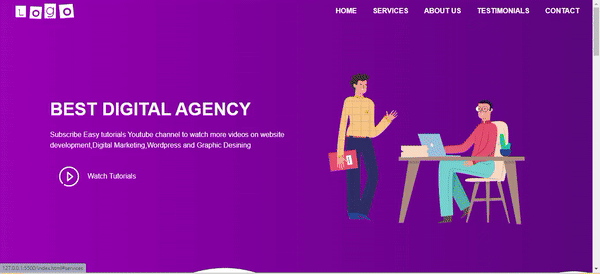 LOGO
HOME SERVICES ABOUT US TESTIMONIALS CONTACT
BEST DIGITAL AGENCY
Subscribe Easy tutorials Youtube channel to watch more videos on website
development,Digital Marketing,Wordpress and Graphic Desining
Watch Tutorials
127.0.0.1:5500/index.html#services